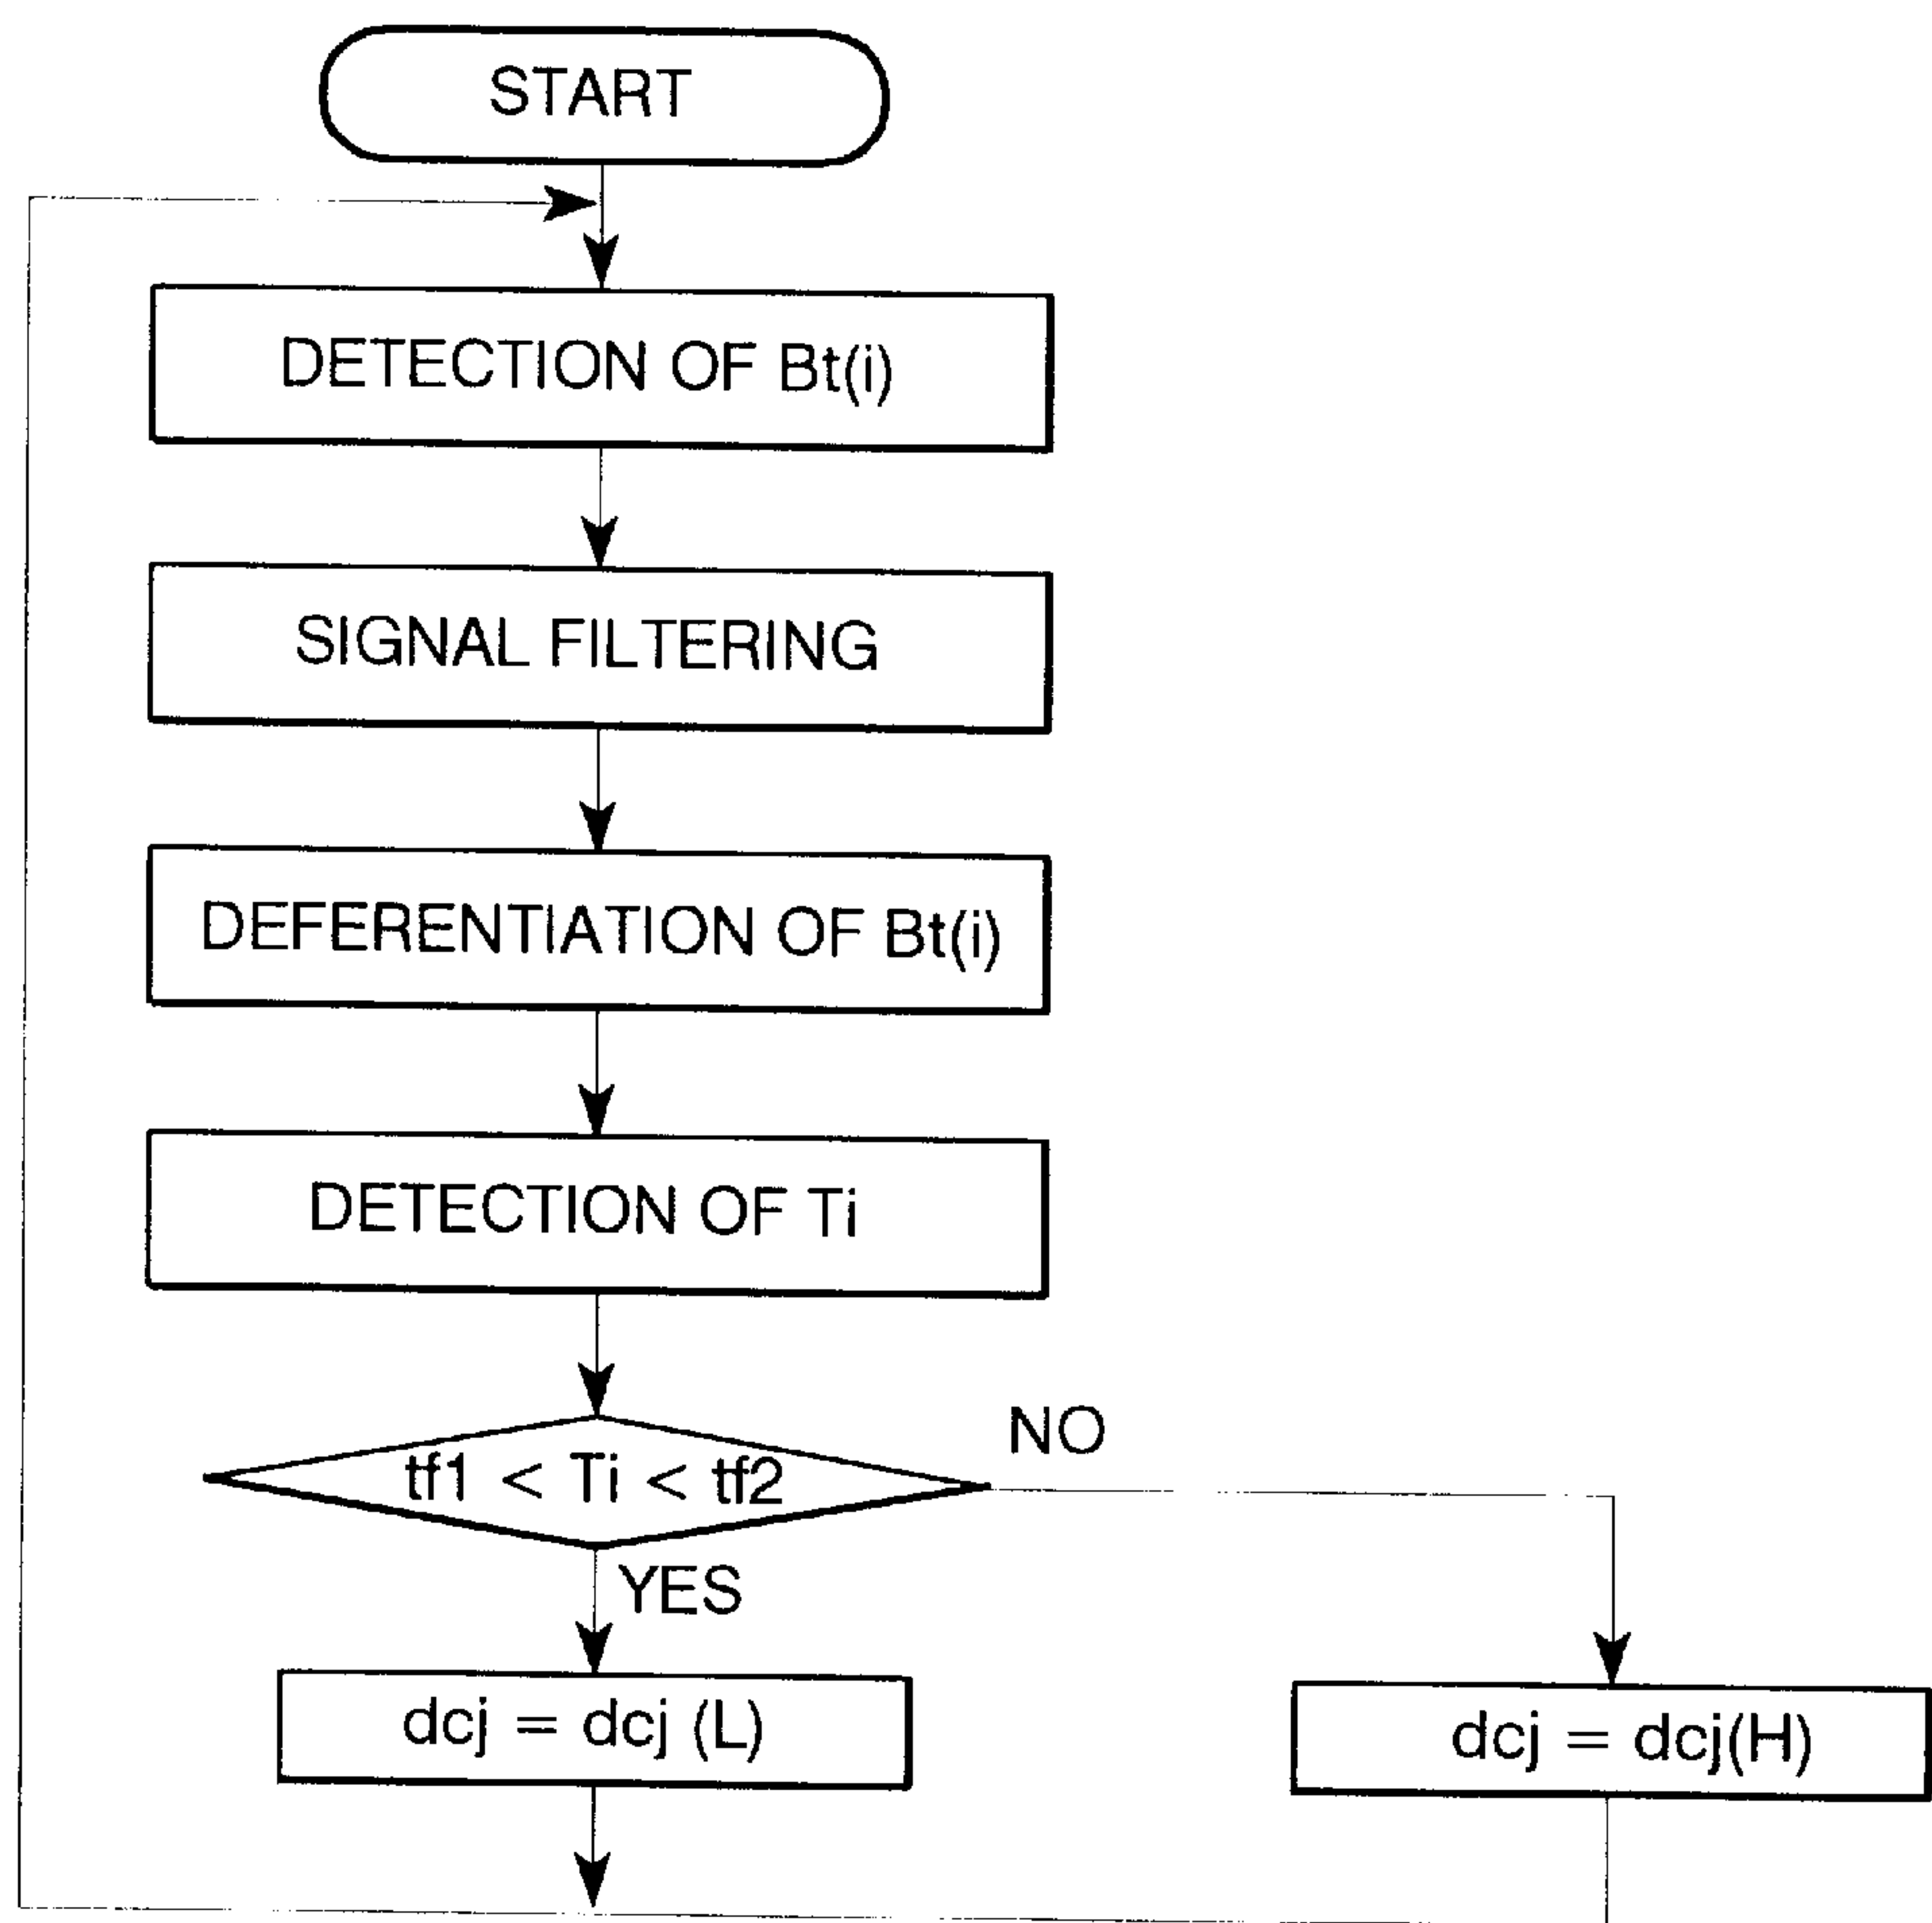 START
DETECTION OF Bt(i)
SIGNAL FILTERING
DEFERENTIATION OF Bt(i)
DETECTION OF Ti
tf1 < Ti < tf2
NO
YES
dcj = dcj (L)
dcj = dcj(H)